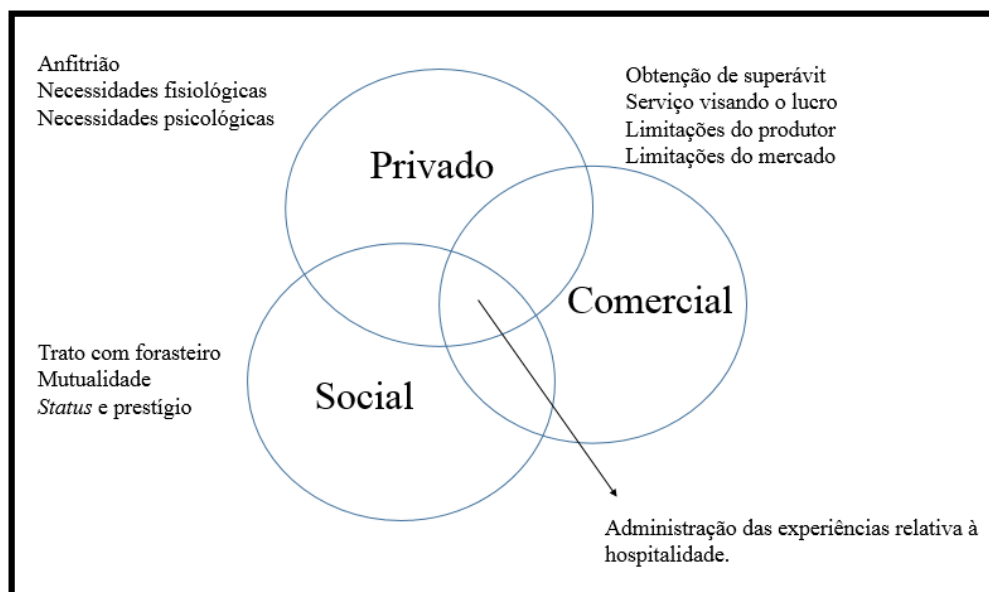 Anfitrião
Necessidades fisiológicas
Necessidades psicológicas
Obtenção de superávit
Serviço visando o lucro
Limitações do produtor
Limitações do mercado
Privado
Comercial
Trato com forasteiro
Mutualidade
Status e prestígio
Social
Administração das experiências relativa à
hospitalidade.